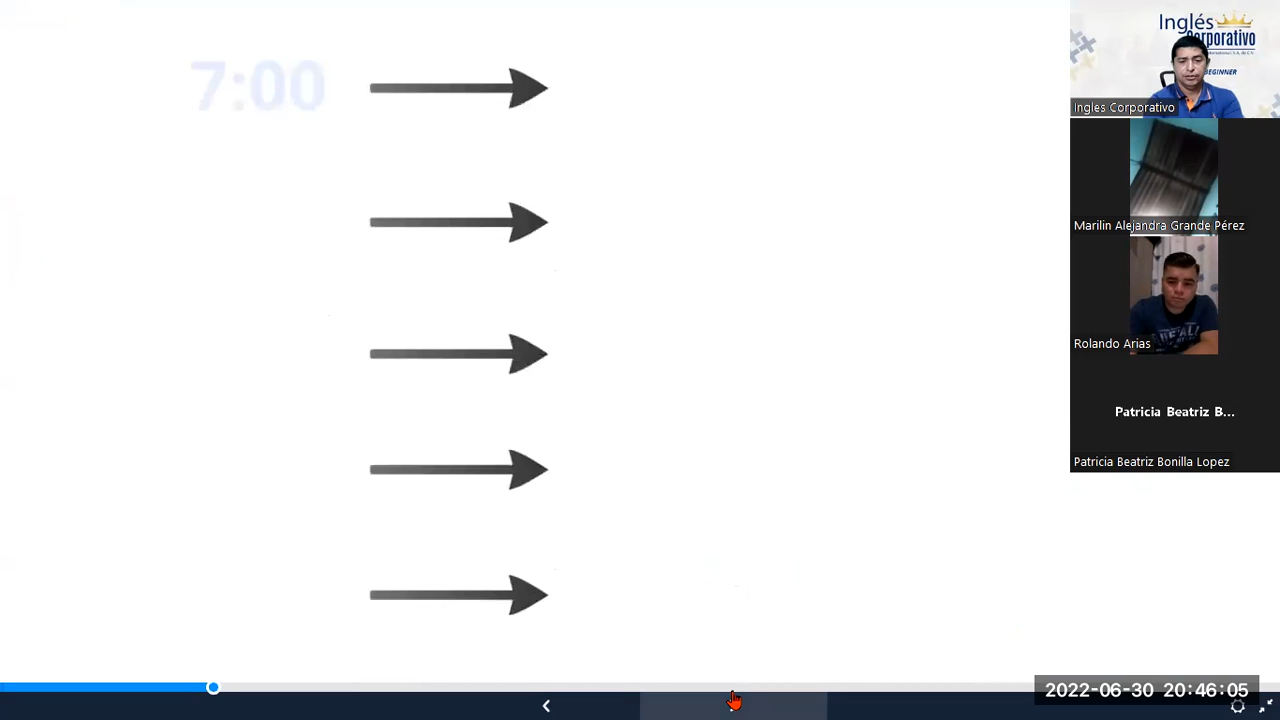 7:00
Inglés
Corporativo
BEGINNER
Ingles Corporativo
Marilin Alejandra Grande Pérez
Rolando Arias
Patricia Beatriz B...
Patricia Beatriz Bonilla Lopez
2022-06-30 20:46:05